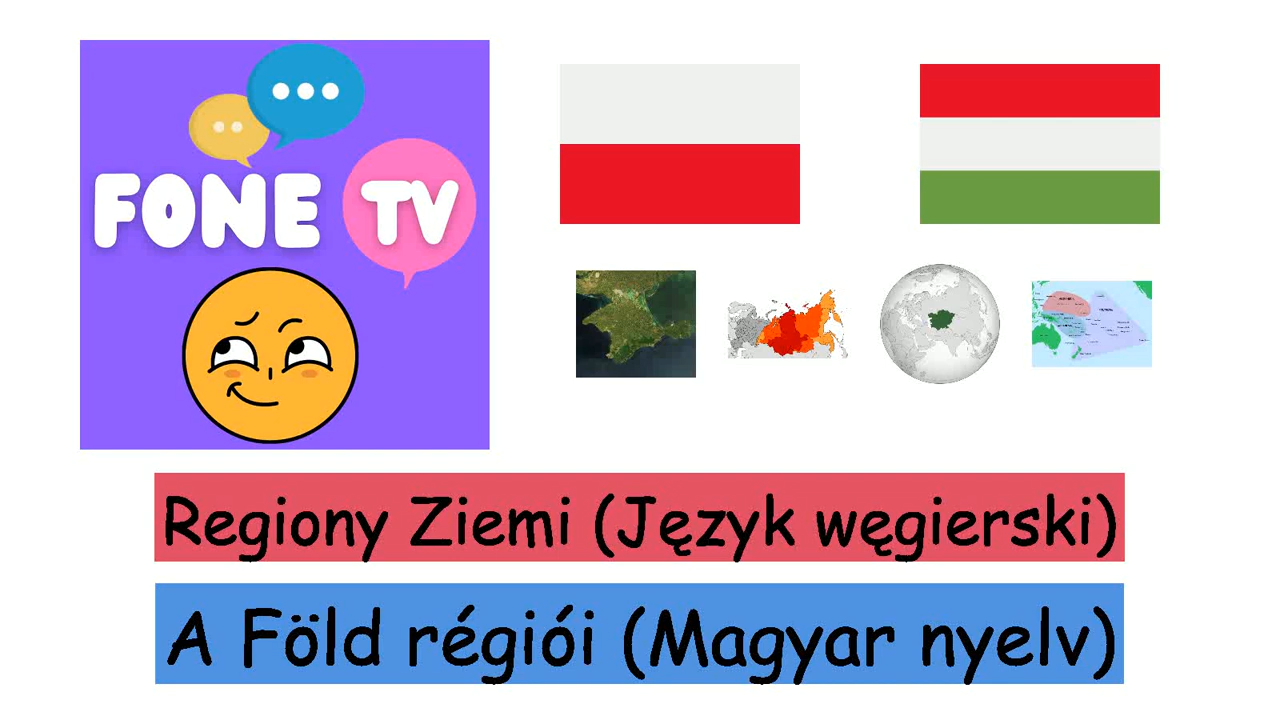 FONE TV
Regiony Ziemi (Język węgierski)
A Föld régiói (Magyar nyelv)